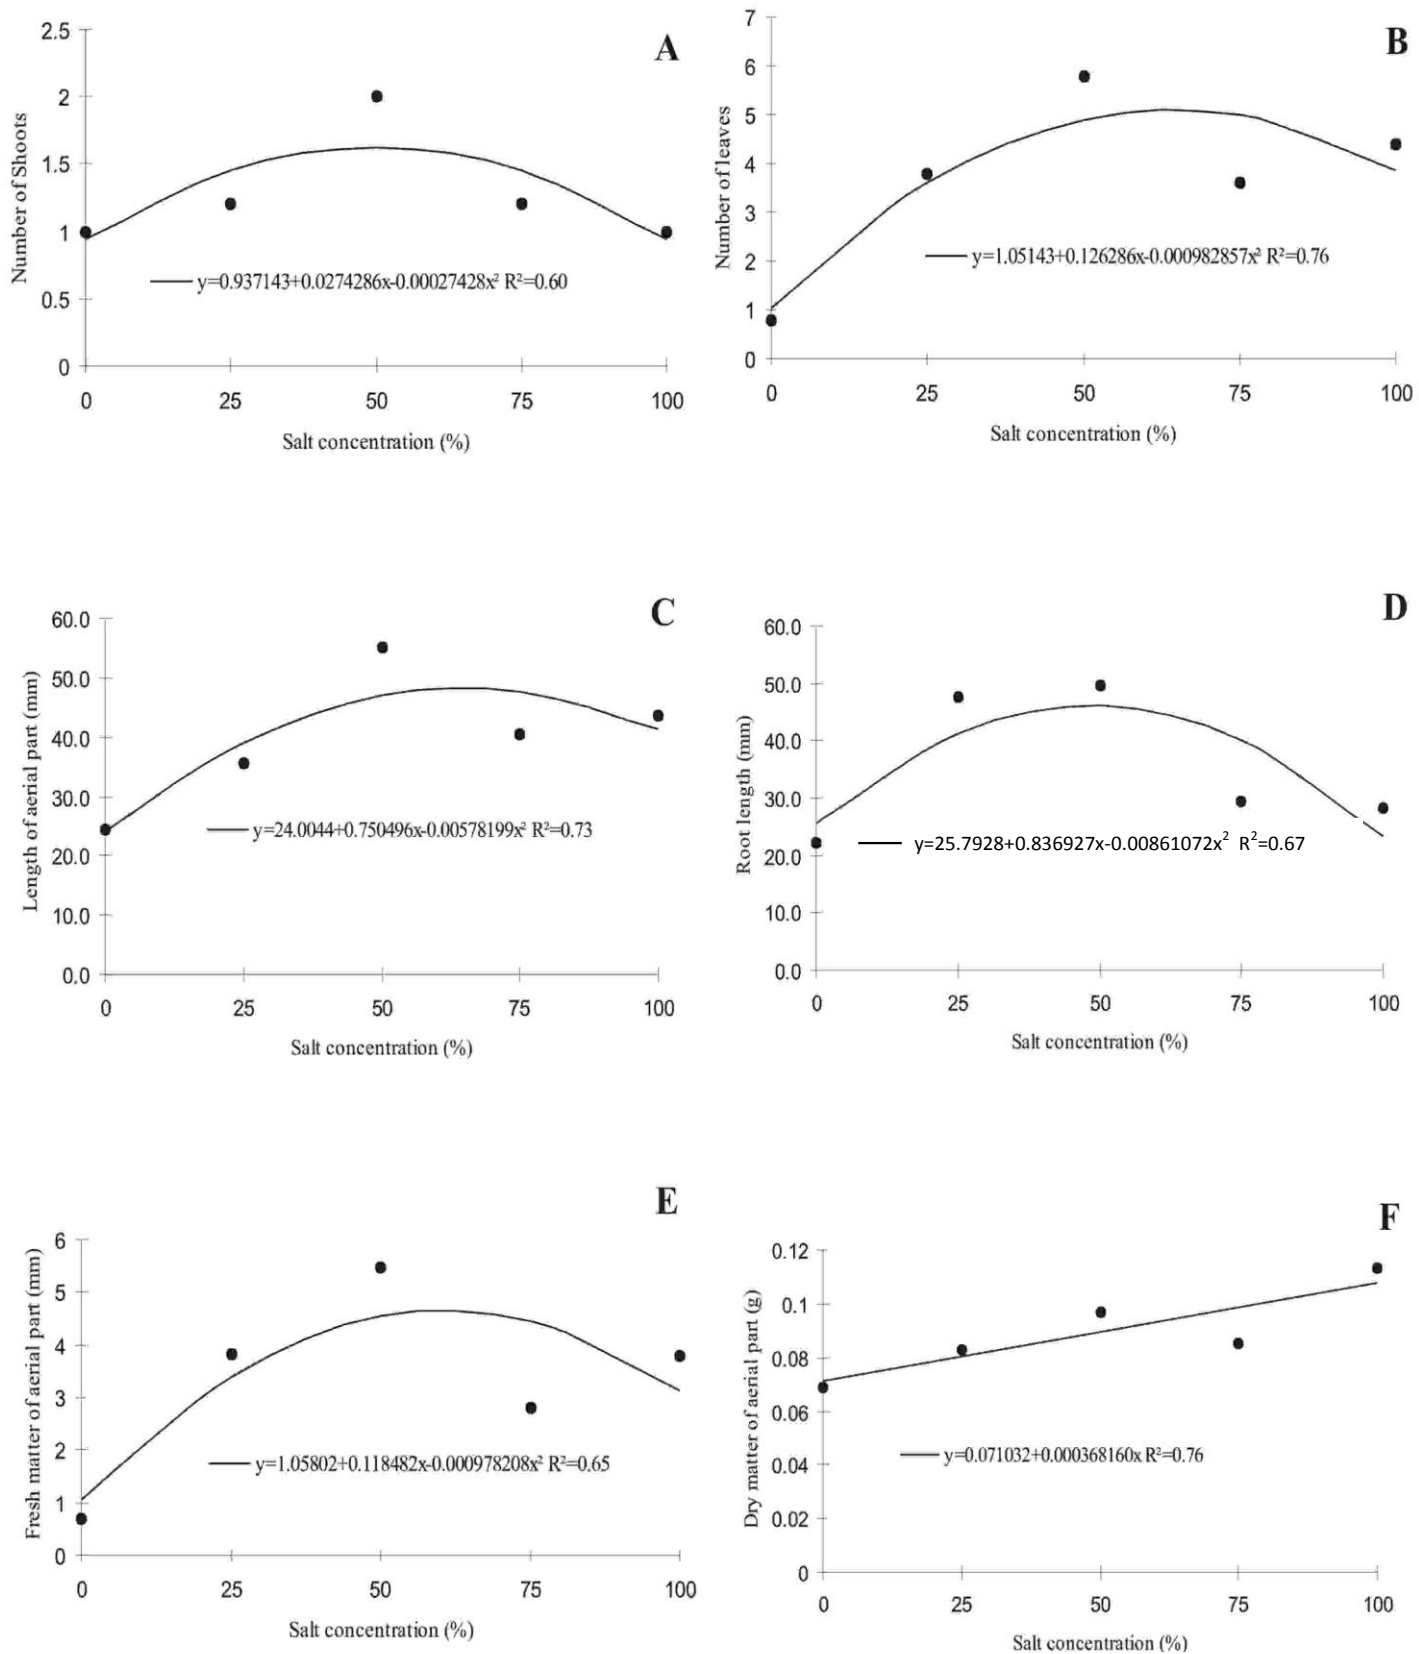 A
2.5
2
1.5
1
0.5
0
Number of Shoots
y=0.937143+0.0274286x-0.00027428x² R²=0.60
0 25 50 75 100
Salt concentration (%)
B
7
6
5
4
3
2
1
0
Number of leaves
y=1.05143+0.126286x-0.000982857x² R²=0.76
0 25 50 75 100
Salt concentration (%)
C
60.0
50.0
40.0
30.0
20.0
10.0
0.0
Length of aerial part (mm)
y=24.0044+0.750496x-0.00578199x² R²=0.73
0 25 50 75 100
Salt concentration (%)
D
60.0
50.0
40.0
30.0
20.0
10.0
0.0
Root length (mm)
y=25.7928+0.836927x-0.00861072x² R²=0.67
0 25 50 75 100
Salt concentration (%)
E
6
5
4
3
2
1
0
Fresh matter of aerial part (mm)
y=1.05802+0.118482x-0.000978208x² R²=0.65
0 25 50 75 100
Salt concentration (%)
F
0.12
0.1
0.08
0.06
0.04
0.02
0
Dry matter of aerial part (g)
y=0.071032+0.000368160x R²=0.76
0 25 50 75 100
Salt concentration (%)